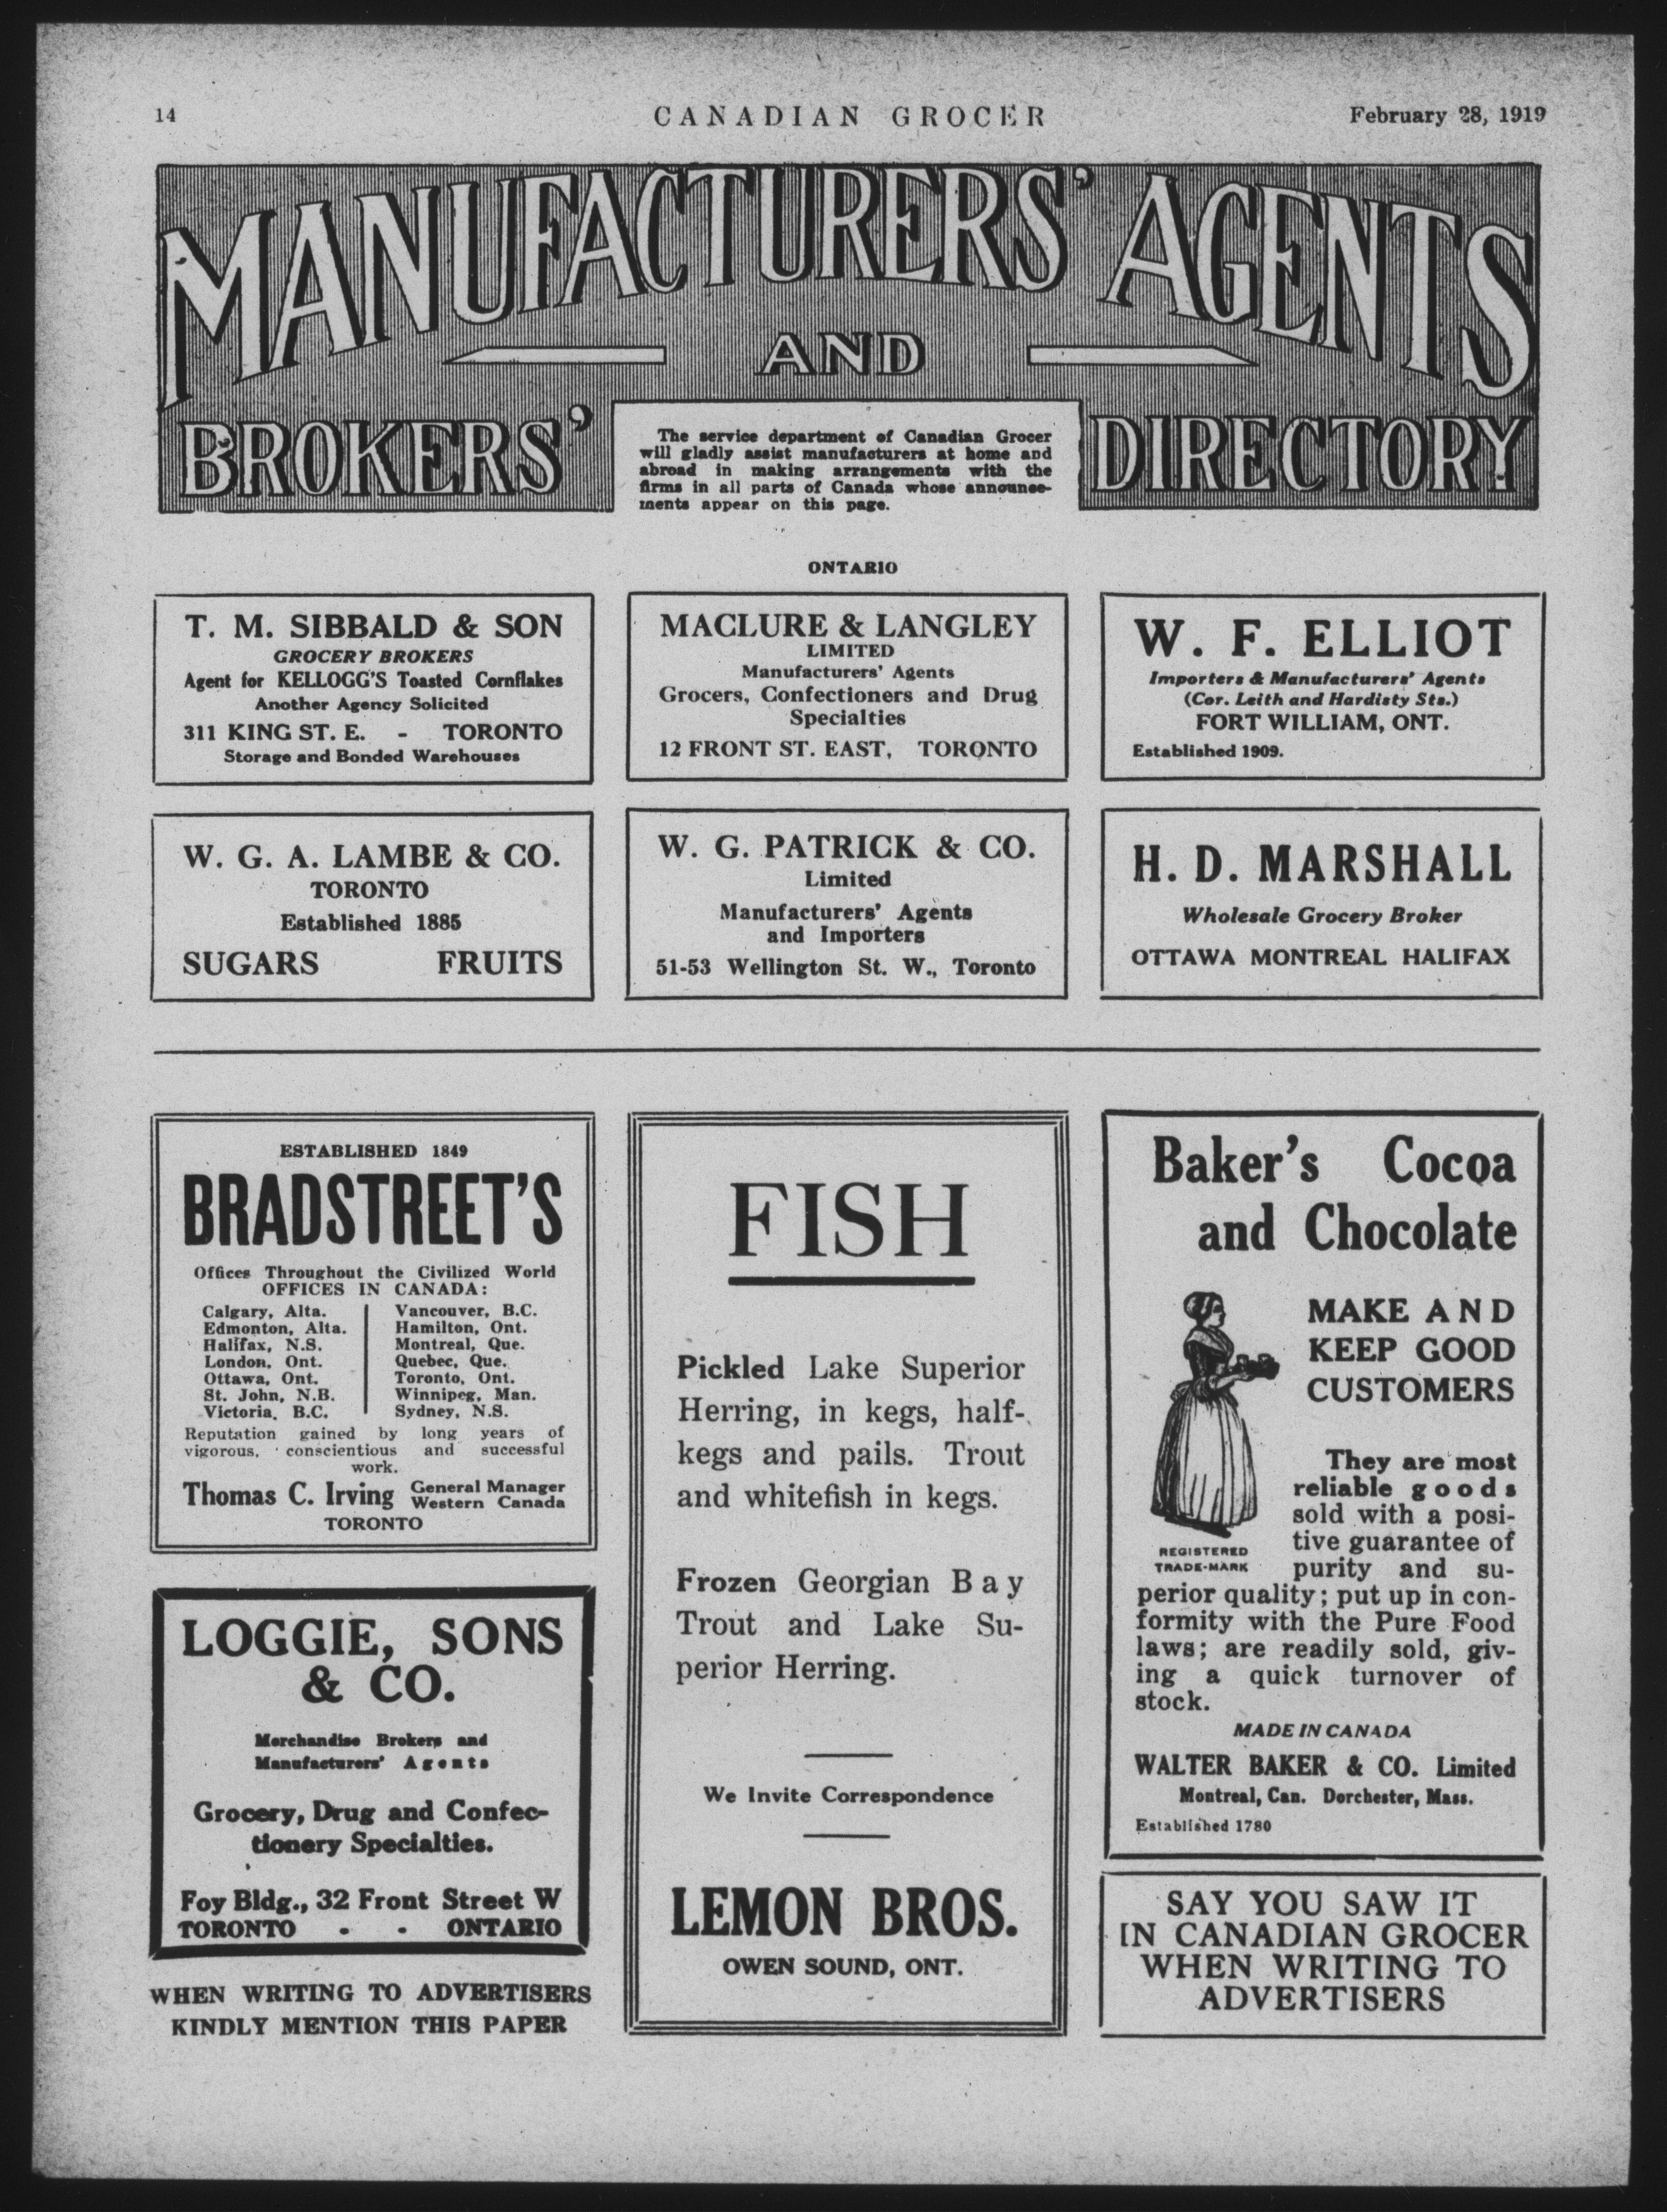 14
CANADIAN GROCER
February 28, 1919
MANUFACTURERS' AGENTS
AND
BROKERS' DIRECTORY
The service department of Canadian Grocer
will gladly assist manufacturers at home and
abroad in making arrangements with the
firms in all parts of Canada whose announce-
ments appear on this page.
ONTARIO
T. M. SIBBALD & SON
GROCERY BROKERS
Agent for KELLOGG'S Toasted Cornflakes
Another Agency Solicited
311 KING ST. E. - TORONTO
Storage and Bonded Warehouses
MACLURE & LANGLEY
LIMITED
Manufacturers' Agents
Grocers, Confectioners and Drug
Specialties
12 FRONT ST. EAST, TORONTO
W. F. ELLIOT
Importers & Manufacturers' Agents
(Cor. Leith and Hardisty Sts.)
FORT WILLIAM, ONT.
Established 1909.
W. G. A. LAMBE & CO.
TORONTO
Established 1885
SUGARS FRUITS
W. G. PATRICK & CO.
Limited
Manufacturers' Agents
and Importers
51-53 Wellington St. W., Toronto
H. D. MARSHALL
Wholesale Grocery Broker
OTTAWA MONTREAL HALIFAX
ESTABLISHED 1849
BRADSTREET'S
Offices Throughout the Civilized World
OFFICES IN CANADA:
Calgary, Alta. Vancouver, B.C.
Edmonton, Alta. Hamilton, Ont.
Halifax, N.S. Montreal, Que.
London, Ont. Quebec, Que.
Ottawa, Ont. Toronto, Ont.
St. John, N.B. Winnipeg, Man.
Victoria, B.C. Sydney, N.S.
Reputation gained by long years of
vigorous, conscientious and successful
work.
Thomas C. Irving General Manager
Western Canada
TORONTO
LOGGIE, SONS
& CO.
Merchandise Brokers and
Manufacturers' Agents
Grocery, Drug and Confec-
tionery Specialties.
Foy Bldg., 32 Front Street W
TORONTO - - ONTARIO
WHEN WRITING TO ADVERTISERS
KINDLY MENTION THIS PAPER
FISH
Pickled Lake Superior
Herring, in kegs, half-
kegs and pails. Trout
and whitefish in kegs.
Frozen Georgian Bay
Trout and Lake Su-
perior Herring.
We Invite Correspondence
LEMON BROS.
OWEN SOUND, ONT.
Baker's Cocoa
and Chocolate
MAKE AND
KEEP GOOD
CUSTOMERS
They are most
reliable goods
sold with a posi-
tive guarantee of
REGISTERED
TRADE-MARK
purity and su-
perior quality; put up in con-
formity with the Pure Food
laws; are readily sold, giv-
ing a quick turnover of
stock.
MADE IN CANADA
WALTER BAKER & CO. Limited
Montreal, Can. Dorchester, Mass.
Established 1780
SAY YOU SAW IT
IN CANADIAN GROCER
WHEN WRITING TO
ADVERTISERS